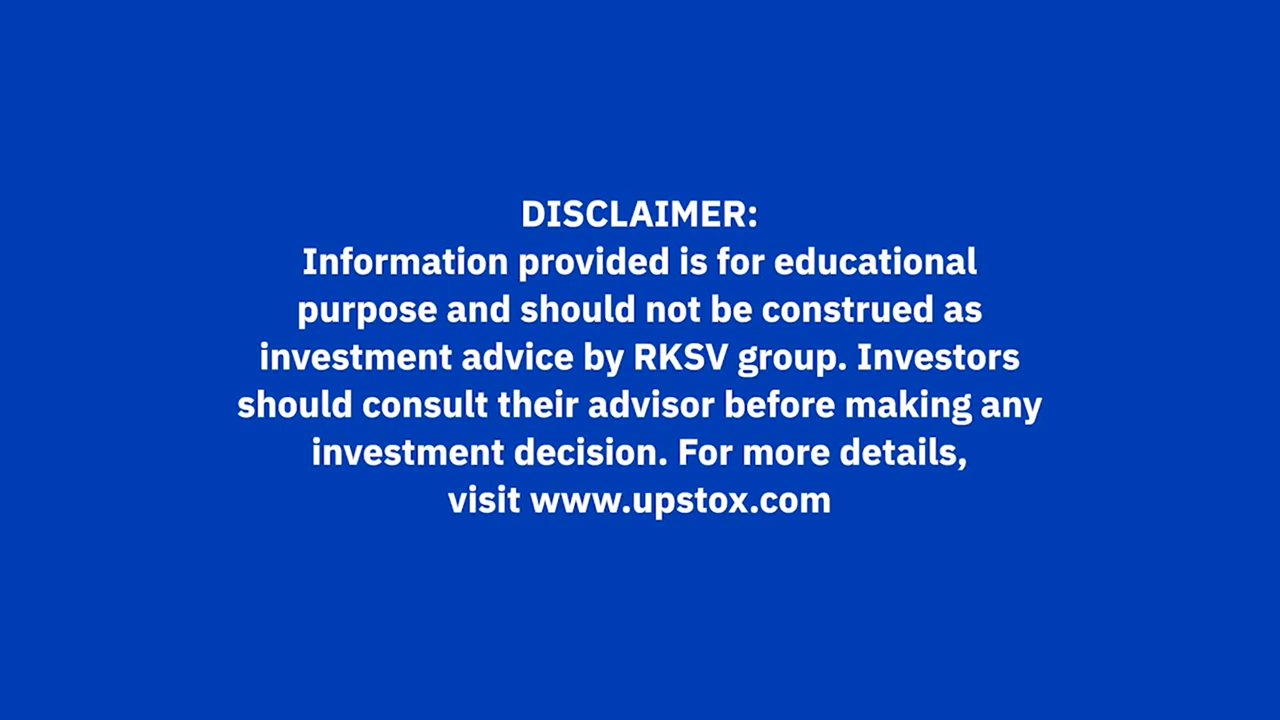 DISCLAIMER:
Information provided is for educational
purpose and should not be construed as
investment advice by RKSV group. Investors
should consult their advisor before making any
investment decision. For more details,
visit www.upstox.com